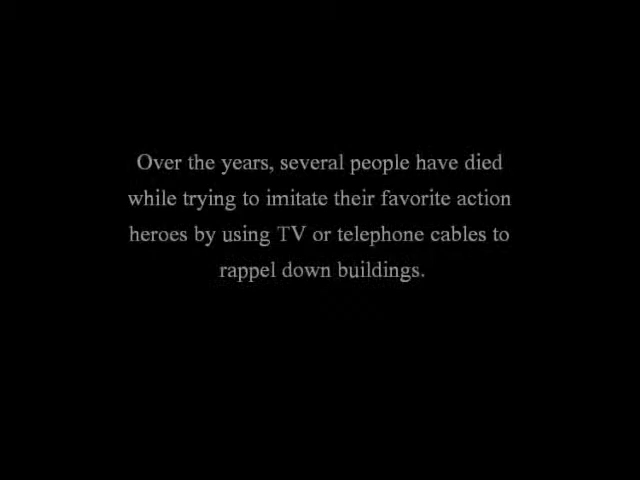 Over the years, several people have died
while trying to imitate their favorite action
heroes by using TV or telephone cables to
rappel down buildings.